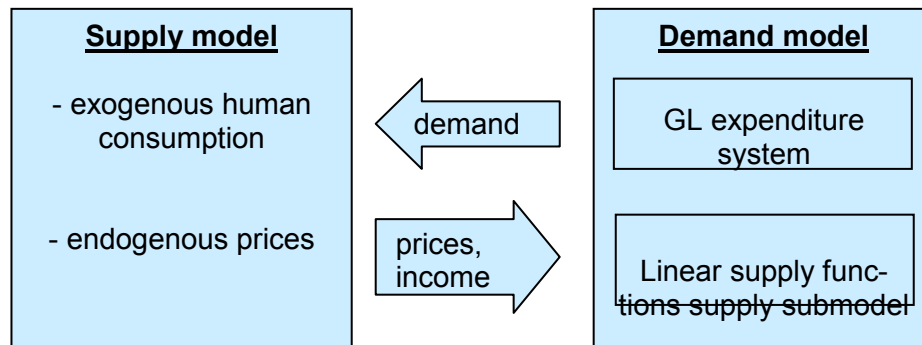 Supply model
- exogenous human
consumption
- endogenous prices
demand
prices,
income
Demand model
GL expenditure
system
Linear supply func-
tions supply submodel